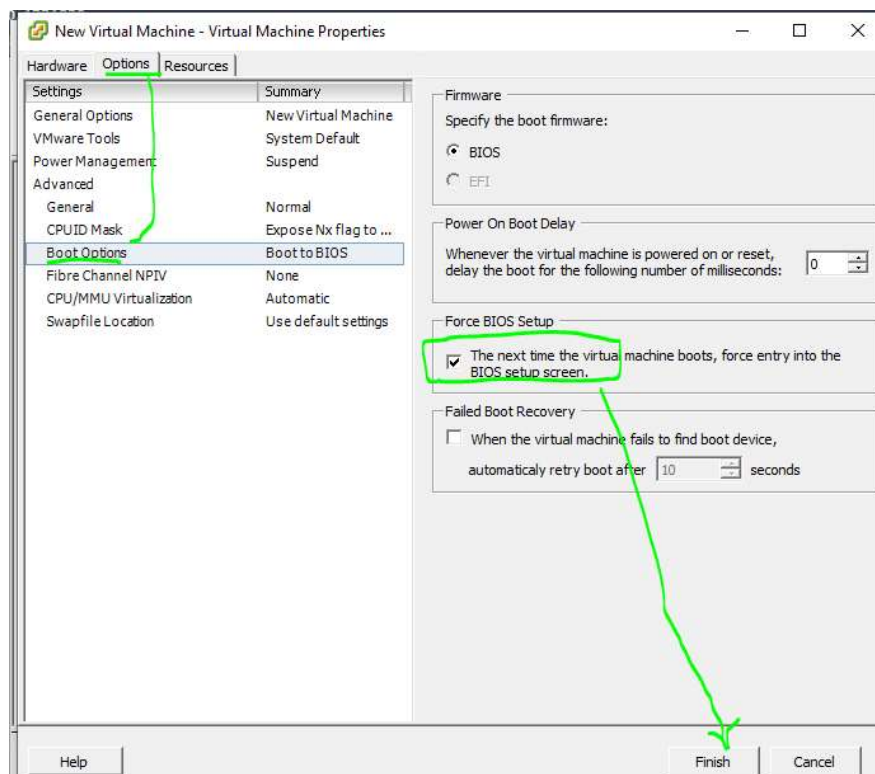 New Virtual Machine - Virtual Machine Properties
Hardware Options Resources
Settings Summary
General Options New Virtual Machine
VMware Tools System Default
Power Management Suspend
Advanced
General Normal
CPUID Mask Expose Nx flag to ...
Boot Options Boot to BIOS
Fibre Channel NPIV None
CPU/MMU Virtualization Automatic
Swapfile Location Use default settings
Firmware
Specify the boot firmware:
BIOS
EFI
Power On Boot Delay
Whenever the virtual machine is powered on or reset,
delay the boot for the following number of milliseconds: 0
Force BIOS Setup
The next time the virtual machine boots, force entry into the
BIOS setup screen.
Failed Boot Recovery
When the virtual machine fails to find boot device,
automaticaly retry boot after 10 seconds
Help Finish Cancel